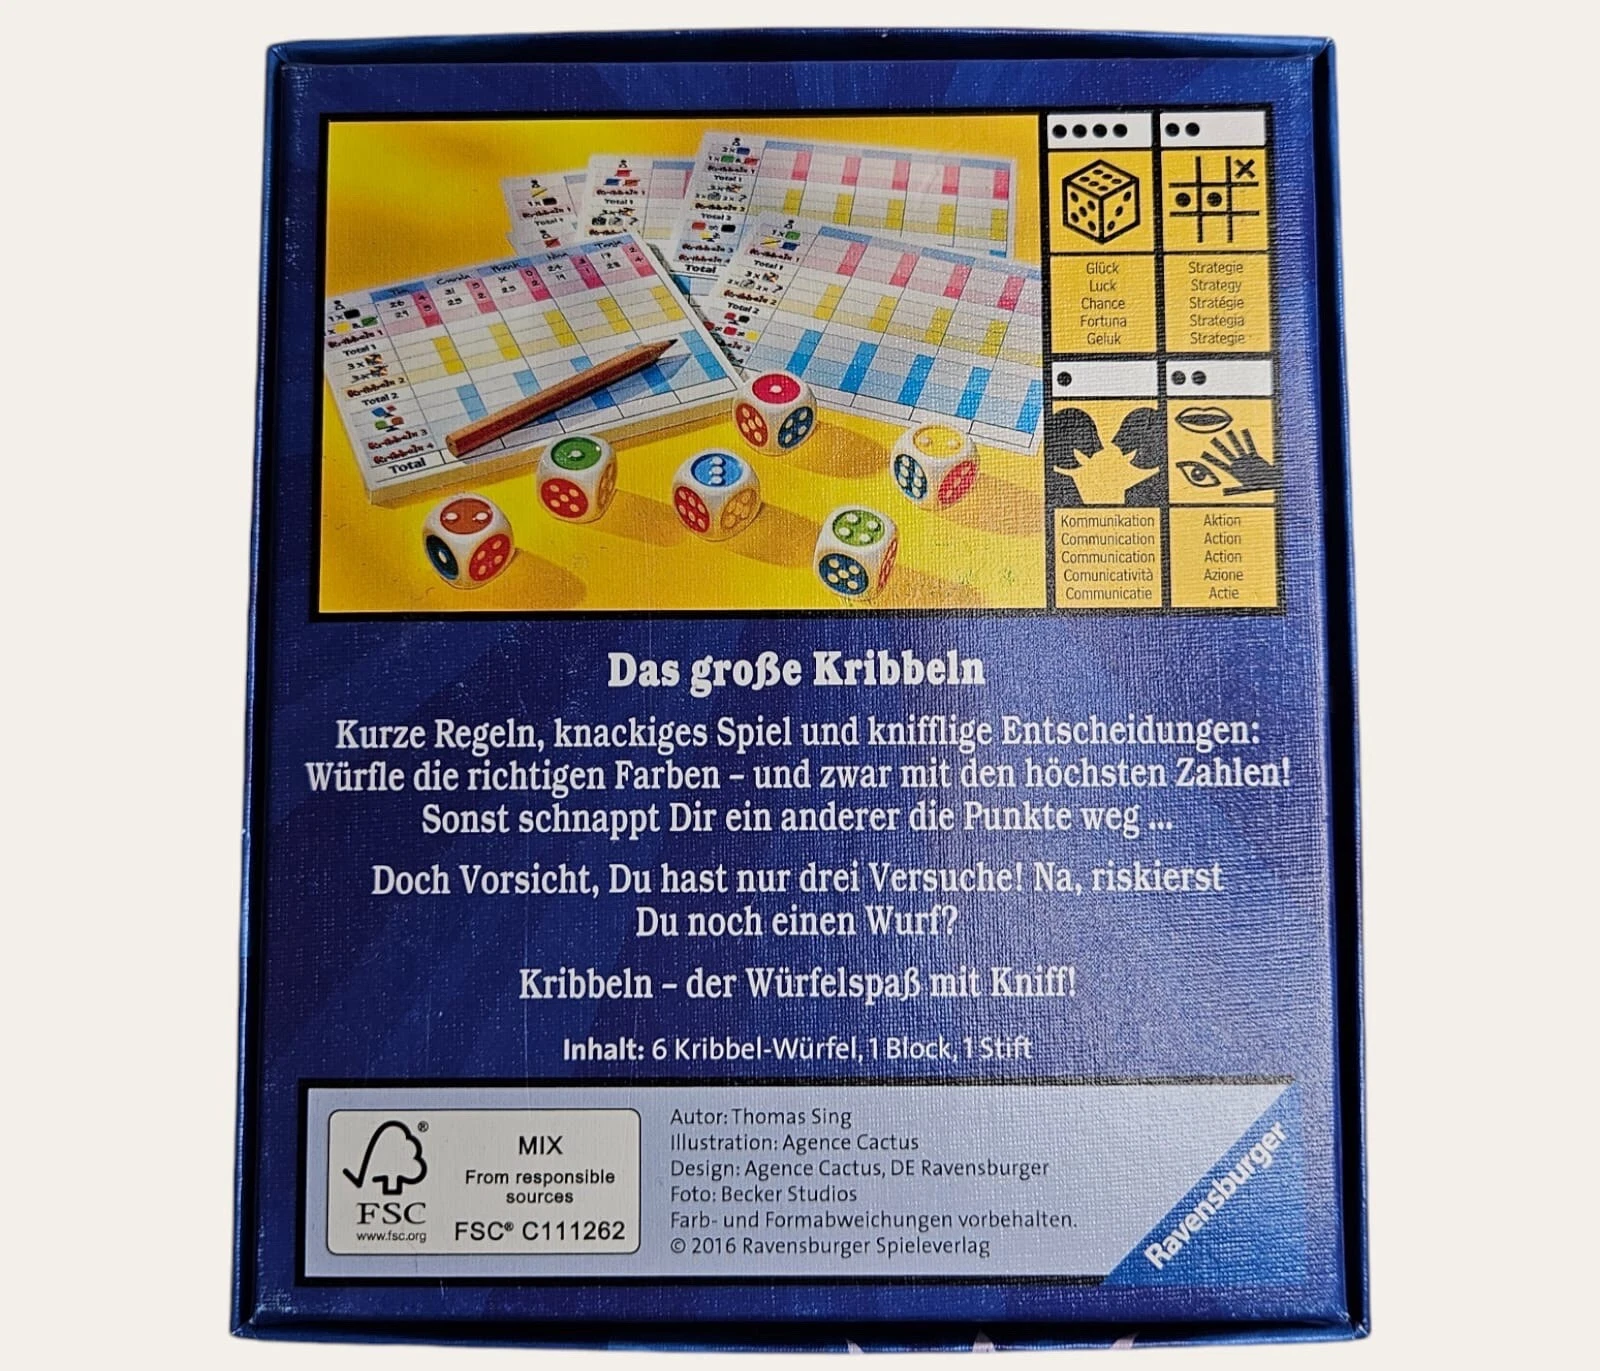 Total
Total 2
Total 1
Glück
Luck
Chance
Fortuna
Geluk
Strategie
Strategy
Stratégie
Strategia
Strategie
Kommunikation
Communication
Communication
Comunicatività
Communicatie
Aktion
Action
Action
Azione
Actie
Das große Kribbeln
Kurze Regeln, knackiges Spiel und knifflige Entscheidungen:
Würfle die richtigen Farben – und zwar mit den höchsten Zahlen!
Sonst schnappt Dir ein anderer die Punkte weg ...
Doch Vorsicht, Du hast nur drei Versuche! Na, riskierst
Du noch einen Wurf?
Kribbeln – der Würfelspaß mit Kniff!
Inhalt: 6 Kribbel-Würfel, 1 Block, 1 Stift
FSC
®
www.fsc.org
MIX
From responsible
sources
FSC® C111262
Autor: Thomas Sing
Illustration: Agence Cactus
Design: Agence Cactus, DE Ravensburger
Foto: Becker Studios
Farb- und Formabweichungen vorbehalten.
© 2016 Ravensburger Spieleverlag
Ravensburger